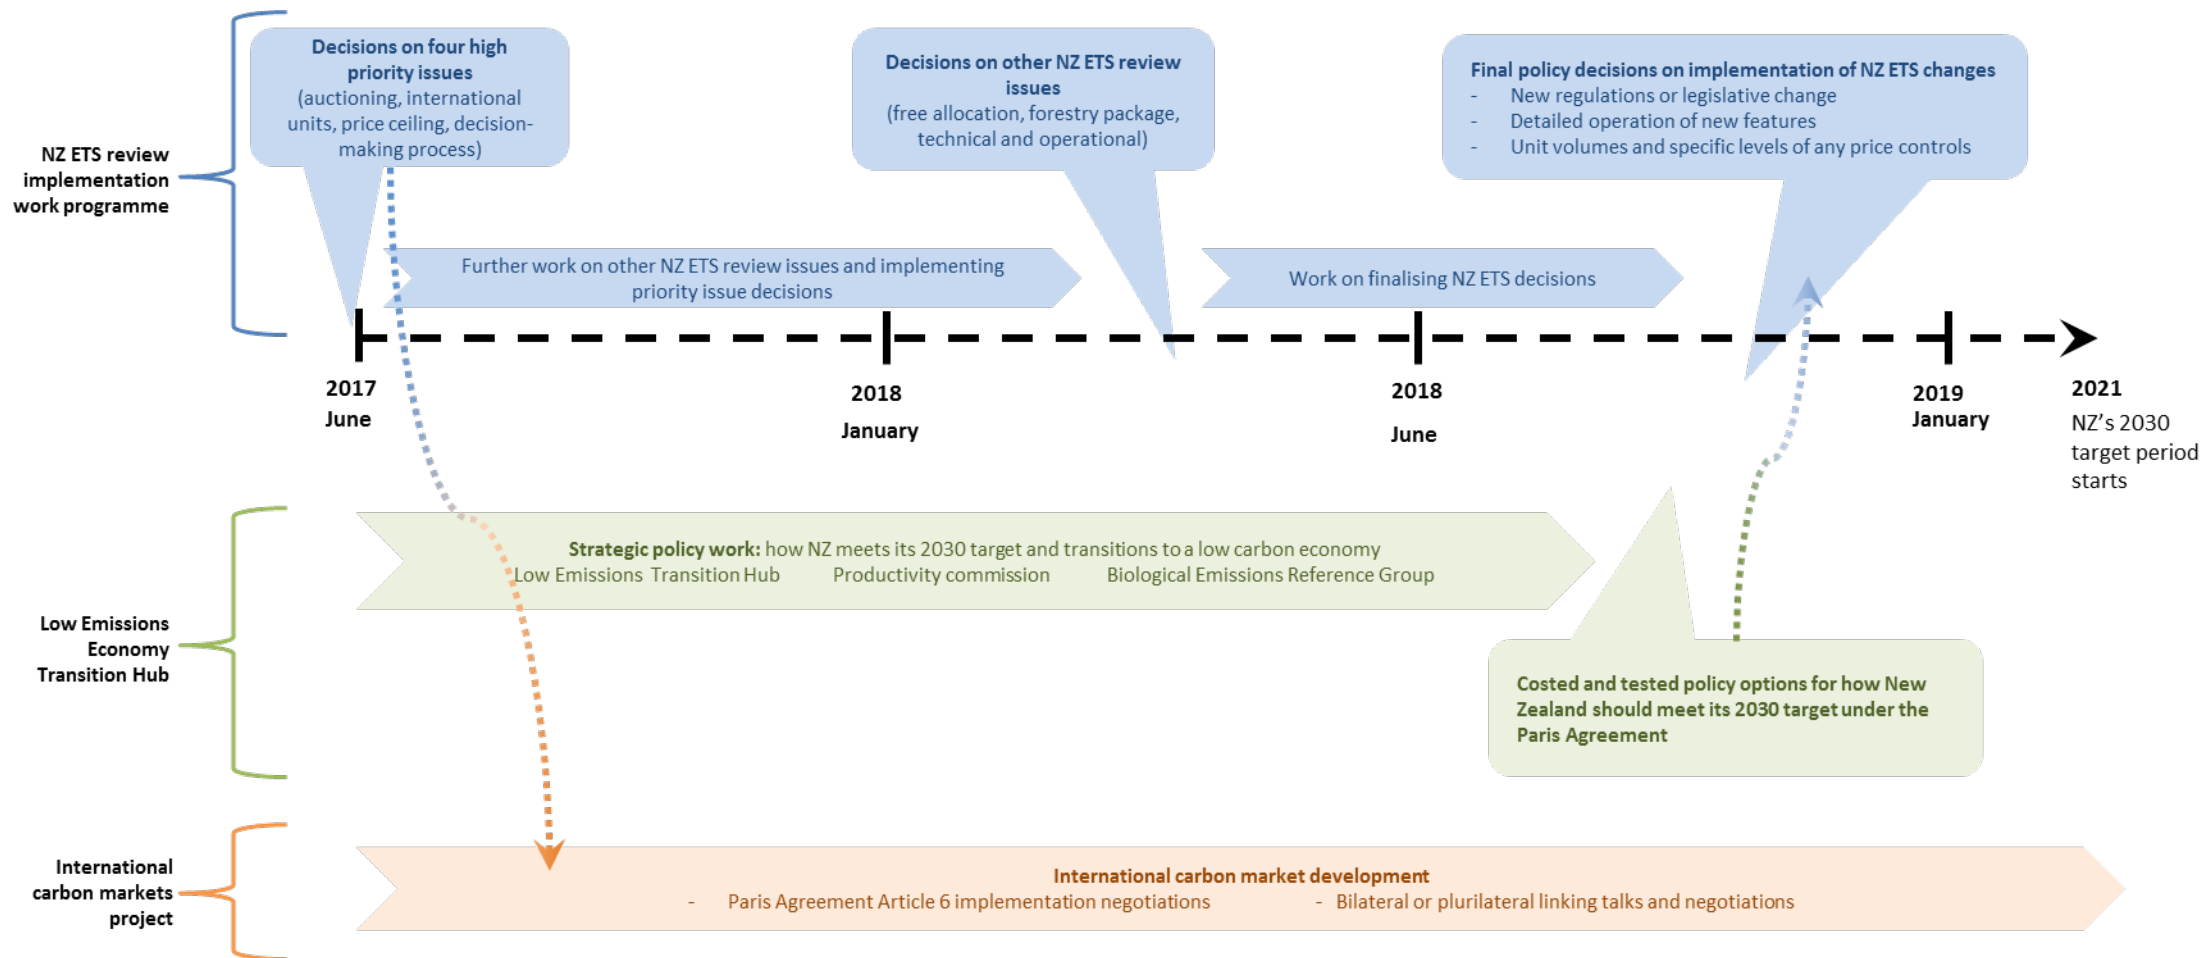 Decisions on four high
priority issues
(auctioning, international
units, price ceiling, decision-
making process)
Decisions on other NZ ETS review
issues
(free allocation, forestry package,
technical and operational)
Final policy decisions on implementation of NZ ETS changes
- New regulations or legislative change
- Detailed operation of new features
- Unit volumes and specific levels of any price controls
NZ ETS review
implementation
work programme
Further work on other NZ ETS review issues and implementing
priority issue decisions
Work on finalising NZ ETS decisions
2017
June
2018
January
2018
June
2019
January
2021
NZ's 2030
target period
starts
Low Emissions
Economy
Transition Hub
Strategic policy work: how NZ meets its 2030 target and transitions to a low carbon economy
Low Emissions Transition Hub Productivity commission Biological Emissions Reference Group
Costed and tested policy options for how New
Zealand should meet its 2030 target under the
Paris Agreement
International
carbon markets
project
International carbon market development
- Paris Agreement Article 6 implementation negotiations - Bilateral or plurilateral linking talks and negotiations